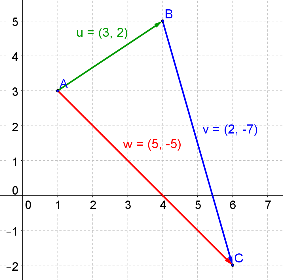 5
B
u = (3, 2)
4
3
A
2
v = (2, -7)
w = (5, -5)
1
0
0 1 2 3 4 5 6 7
-1
-2
C